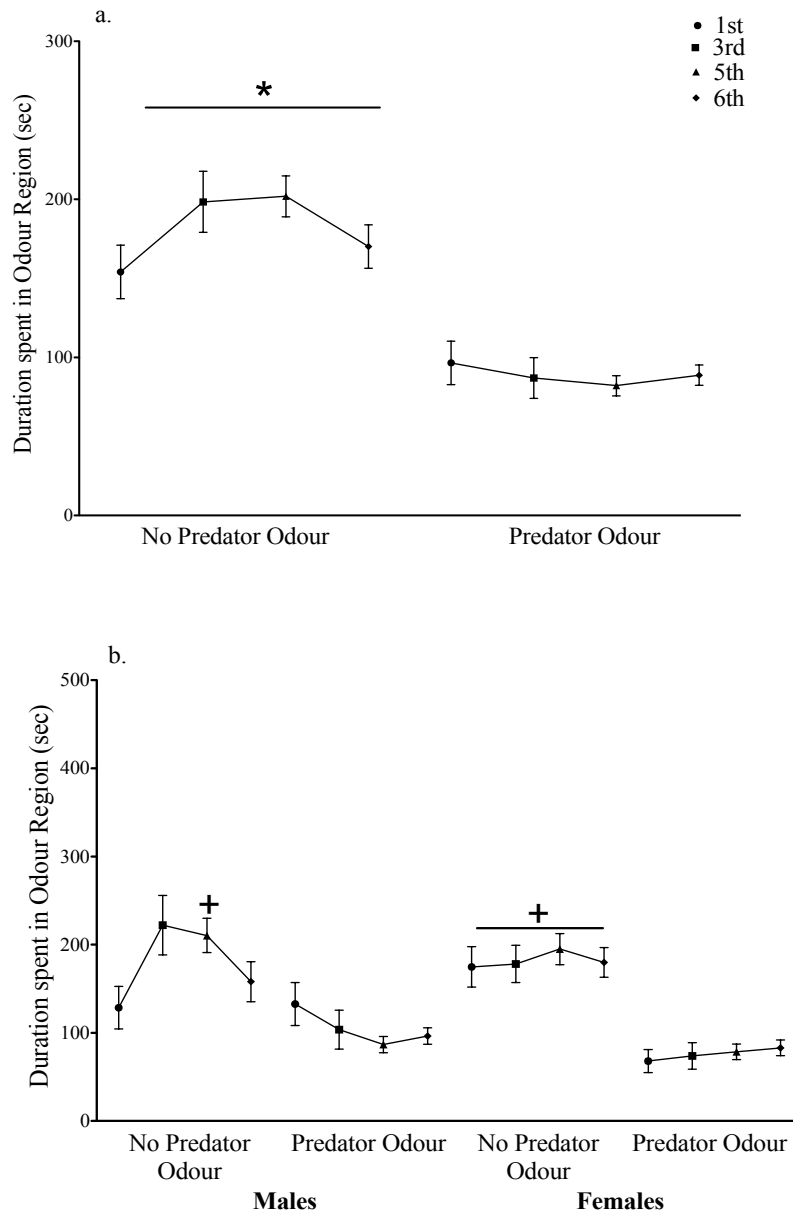 a.
1st
3rd
5th
6th
Duration spent in Odour Region (sec)
300
*
200
100
0
No Predator Odour
Predator Odour
b.
Duration spent in Odour Region (sec)
500
400
300
+
+
200
100
0
No Predator
Odour
Predator Odour
No Predator
Odour
Predator Odour
Males
Females